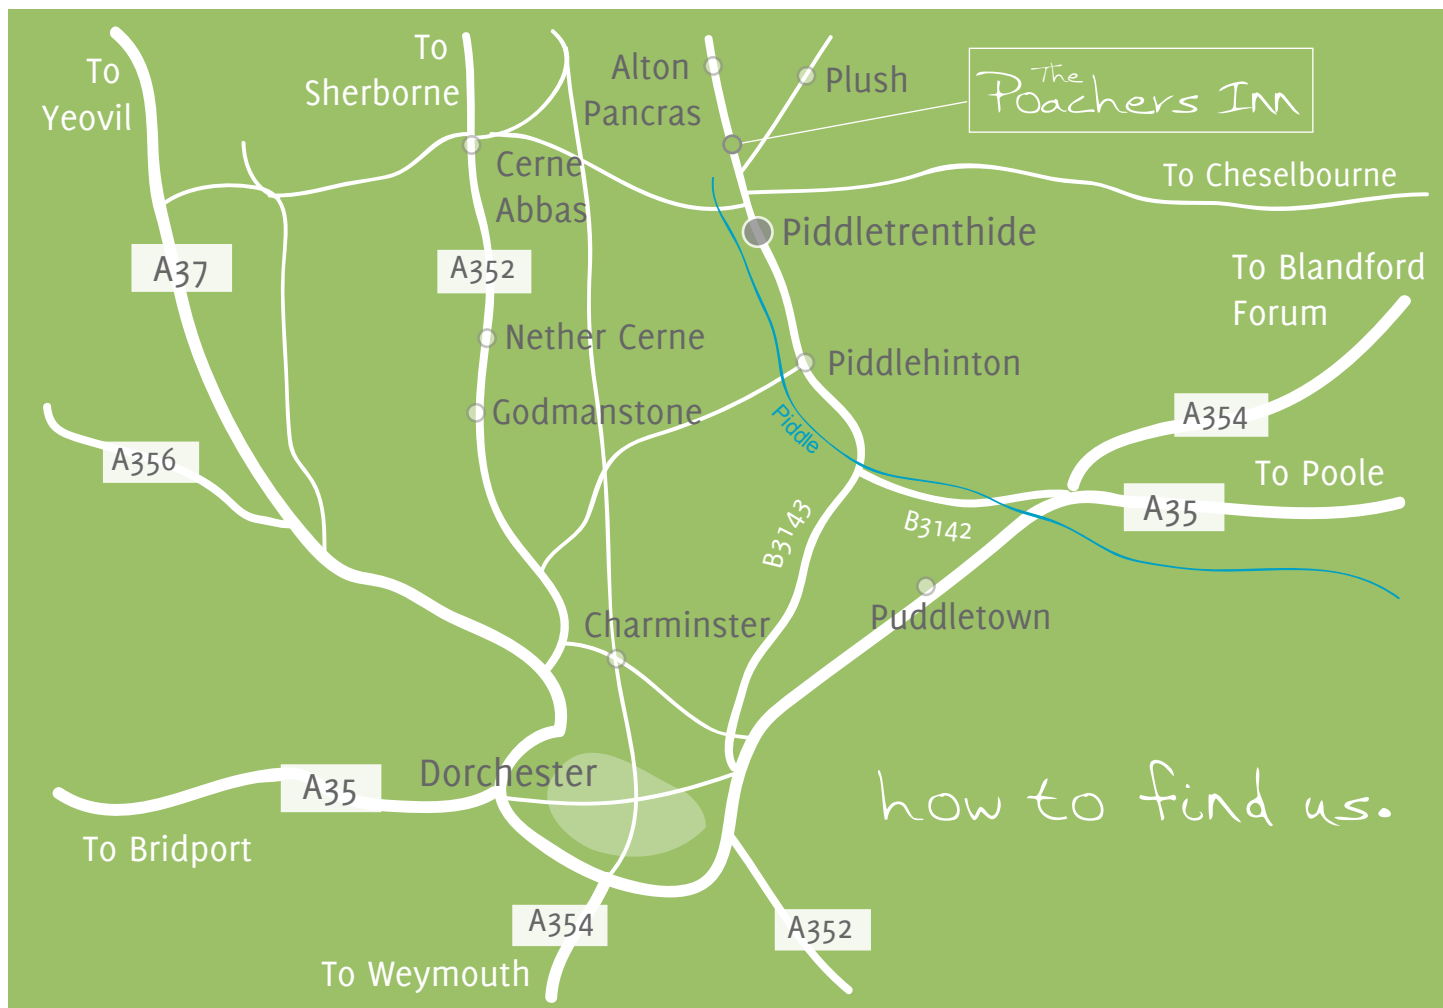 To
Yeovil
To
Sherborne
Alton
Pancras
Plush
The
Poachers Inn
Cerne
Abbas
To Cheselbourne
Piddletrenthide
A37
A352
To Blandford
Forum
Nether Cerne
Piddlehinton
Godmanstone
Piddle
A354
A356
To Poole
A35
B3143
B3142
Charminster
Puddletown
Dorchester
A35
how to find us.
To Bridport
A354
A352
To Weymouth